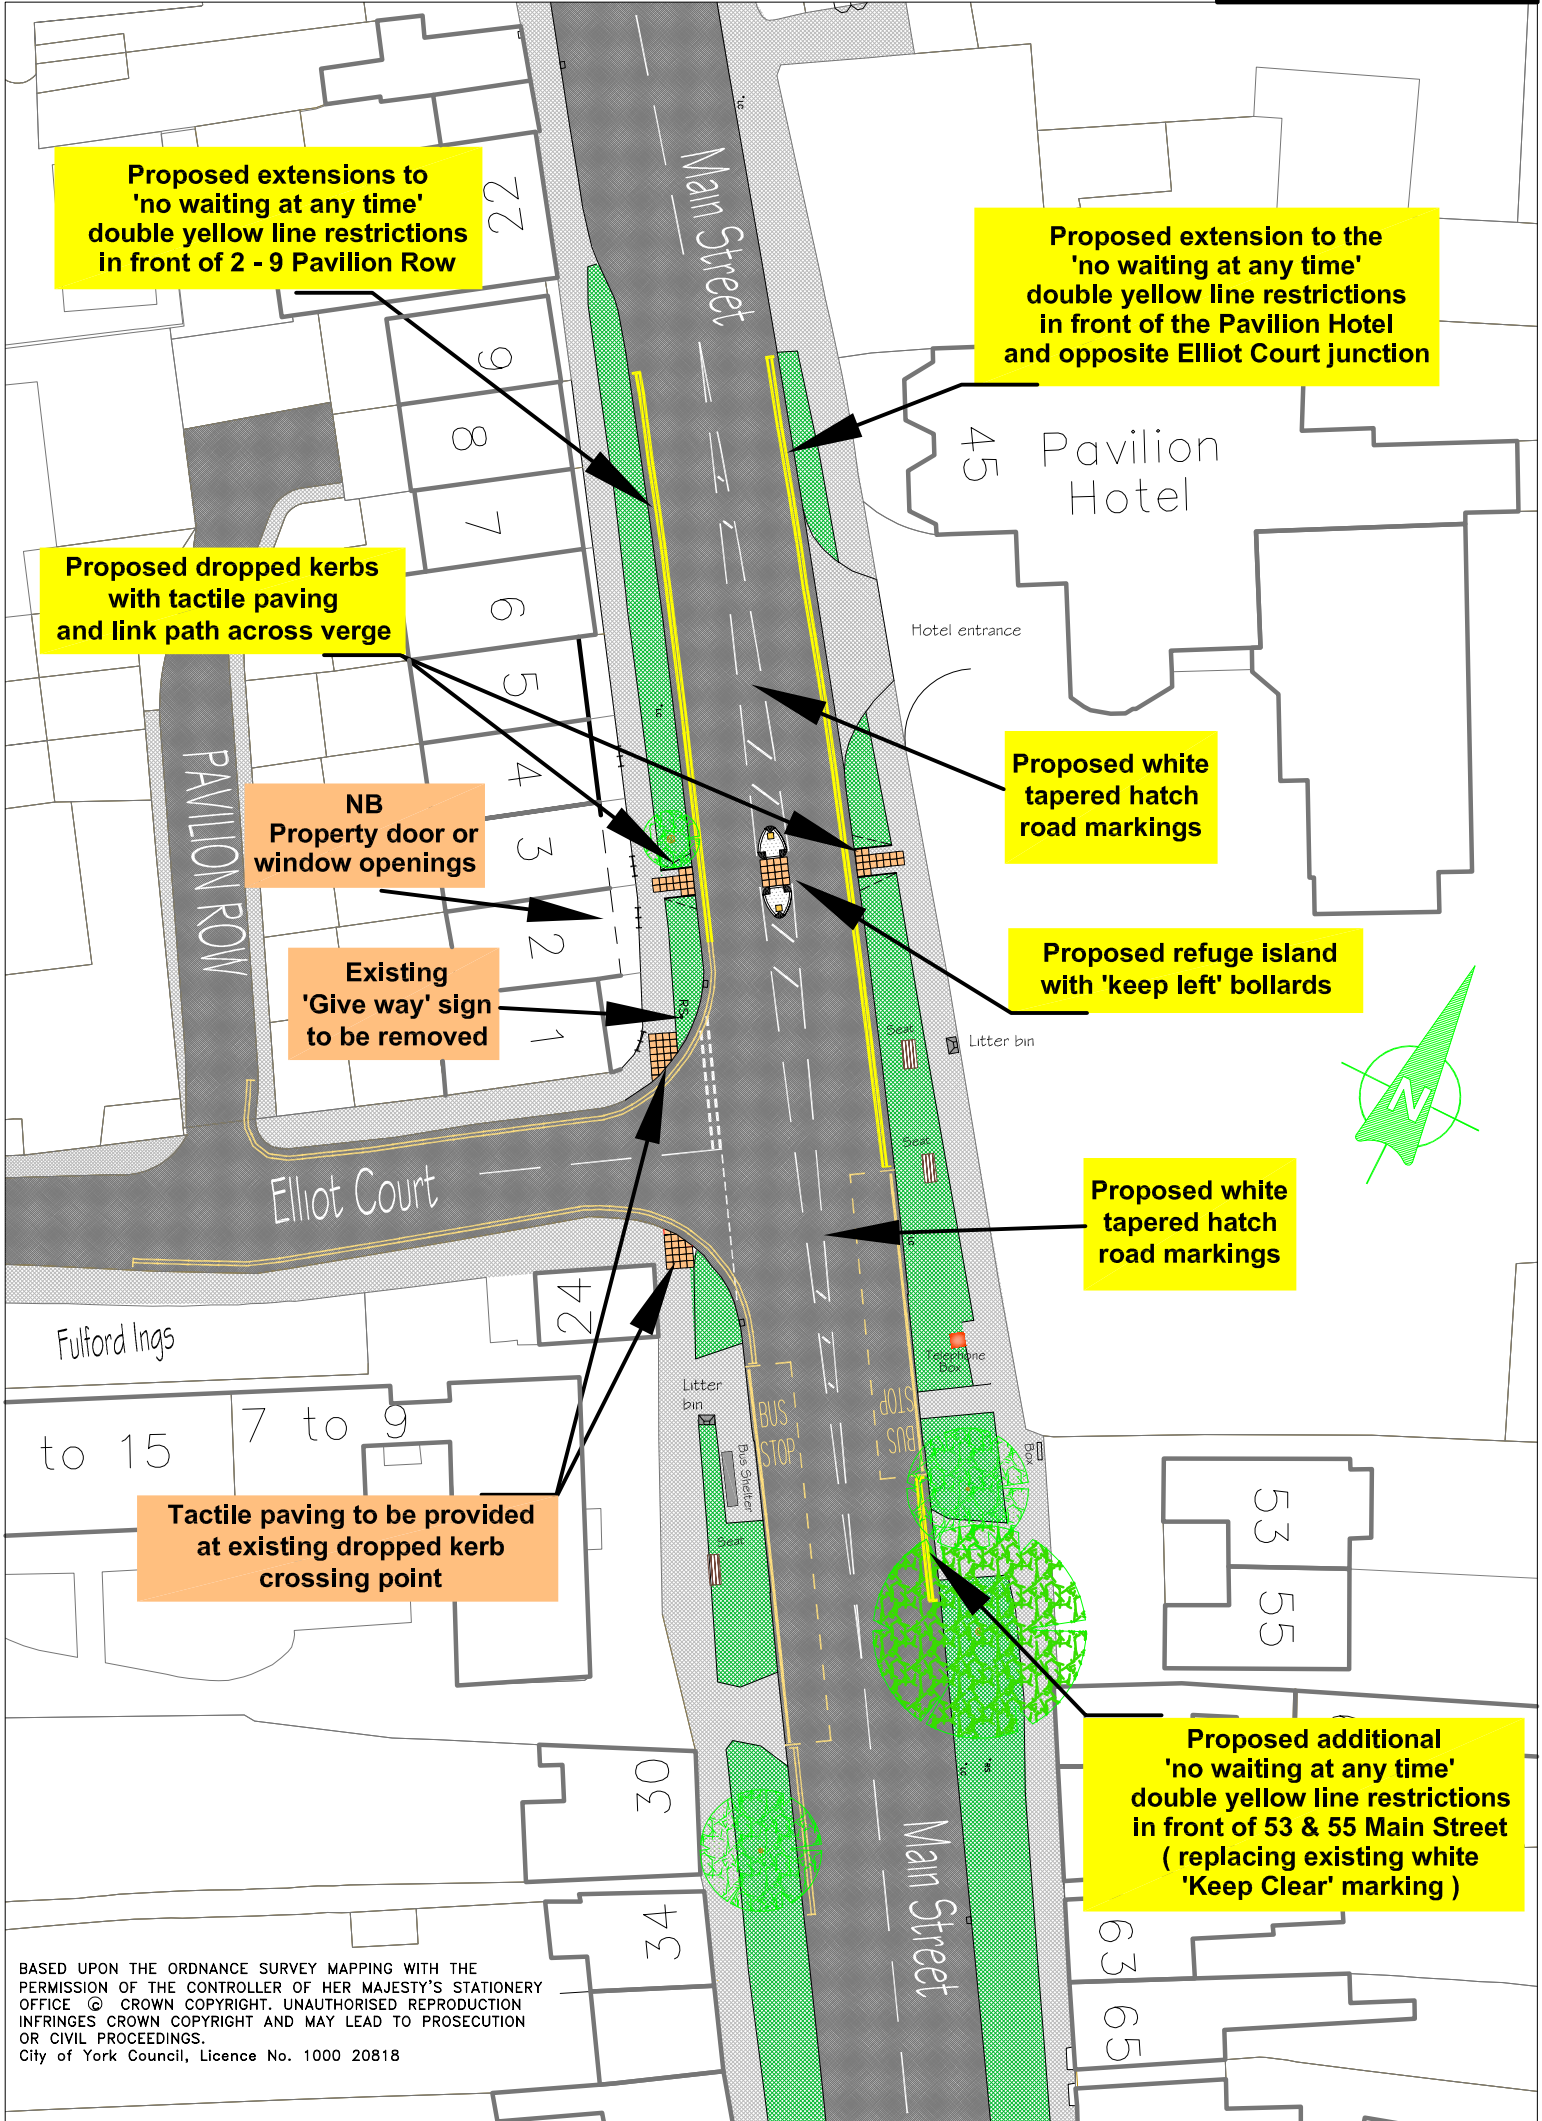 Main Street
22
Proposed extensions to
'no waiting at any time'
double yellow line restrictions
in front of 2 - 9 Pavilion Row
Proposed extension to the
'no waiting at any time'
double yellow line restrictions
in front of the Pavilion Hotel
and opposite Elliot Court junction
9
8
7
6
5
4
3
2
1
45
Pavilion
Hotel
Proposed dropped kerbs
with tactile paving
and link path across verge
Hotel entrance
PAVILION ROW
Proposed white
tapered hatch
road markings
NB
Property door or
window openings
Proposed refuge island
with 'keep left' bollards
Existing
'Give way' sign
to be removed
RS
Seat
Litter bin
N
Seat
Elliot Court
Proposed white
tapered hatch
road markings
lc
24
Fulford Ings
Telephone
Box
Litter
bin
BUS
STOP
BUS
STOP
Bus Shelter
Box
to 15
7 to 9
Seat
53
55
Tactile paving to be provided
at existing dropped kerb
crossing point
Proposed additional
'no waiting at any time'
double yellow line restrictions
in front of 53 & 55 Main Street
( replacing existing white
'Keep Clear' marking )
30
34
Main Street
63
65
BASED UPON THE ORDNANCE SURVEY MAPPING WITH THE
PERMISSION OF THE CONTROLLER OF HER MAJESTY'S STATIONERY
OFFICE © CROWN COPYRIGHT. UNAUTHORISED REPRODUCTION
INFRINGES CROWN COPYRIGHT AND MAY LEAD TO PROSECUTION
OR CIVIL PROCEEDINGS.
City of York Council, Licence No. 1000 20818